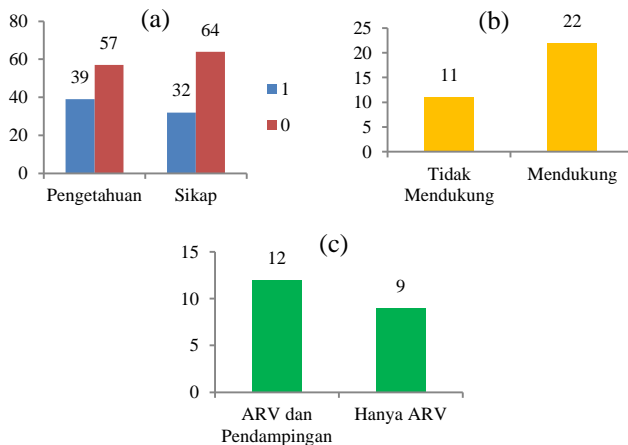 (a)
80
60
40
20
0
39
57
32
64
Pengetahuan
Sikap
1
0
(b)
25
20
15
10
5
0
11
22
Tidak
Mendukung
Mendukung
(c)
15
10
5
0
12
9
ARV dan
Pendampingan
Hanya ARV